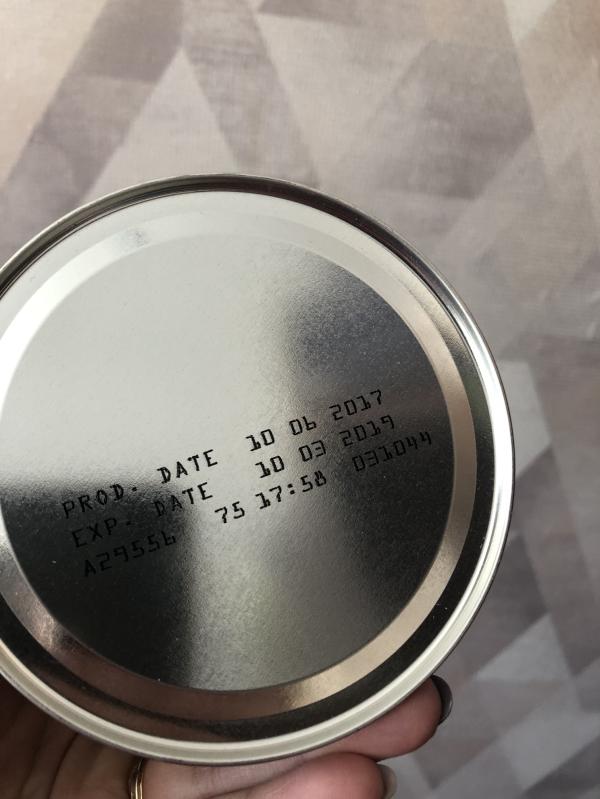 PROD. DATE 10 06 2017
EXP. DATE 10 03 2019
A29556 75 17:58 031044